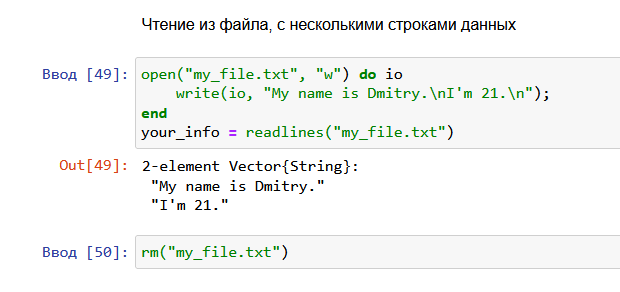 Чтение из файла, с несколькими строками данных
Ввод [49]: open("my_file.txt", "w") do io
    write(io, "My name is Dmitry.\nI'm 21.\n");
end
your_info = readlines("my_file.txt")
Out[49]: 2-element Vector{String}:
 "My name is Dmitry."
 "I'm 21."
Ввод [50]: rm("my_file.txt")